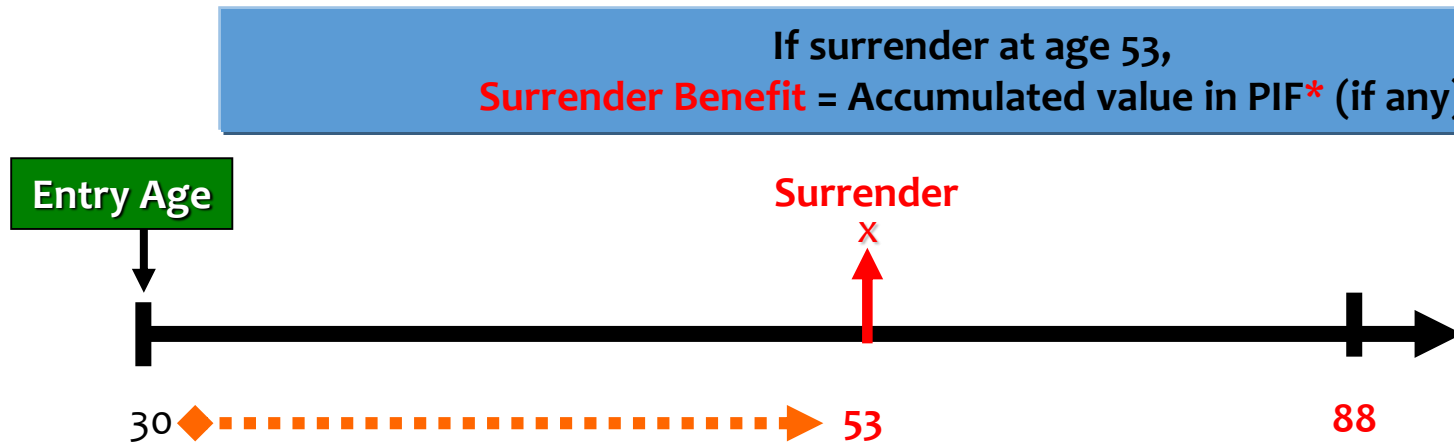 If surrender at age 53,
Surrender Benefit = Accumulated value in PIF* (if any)
Entry Age
Surrender
x
30
53
88